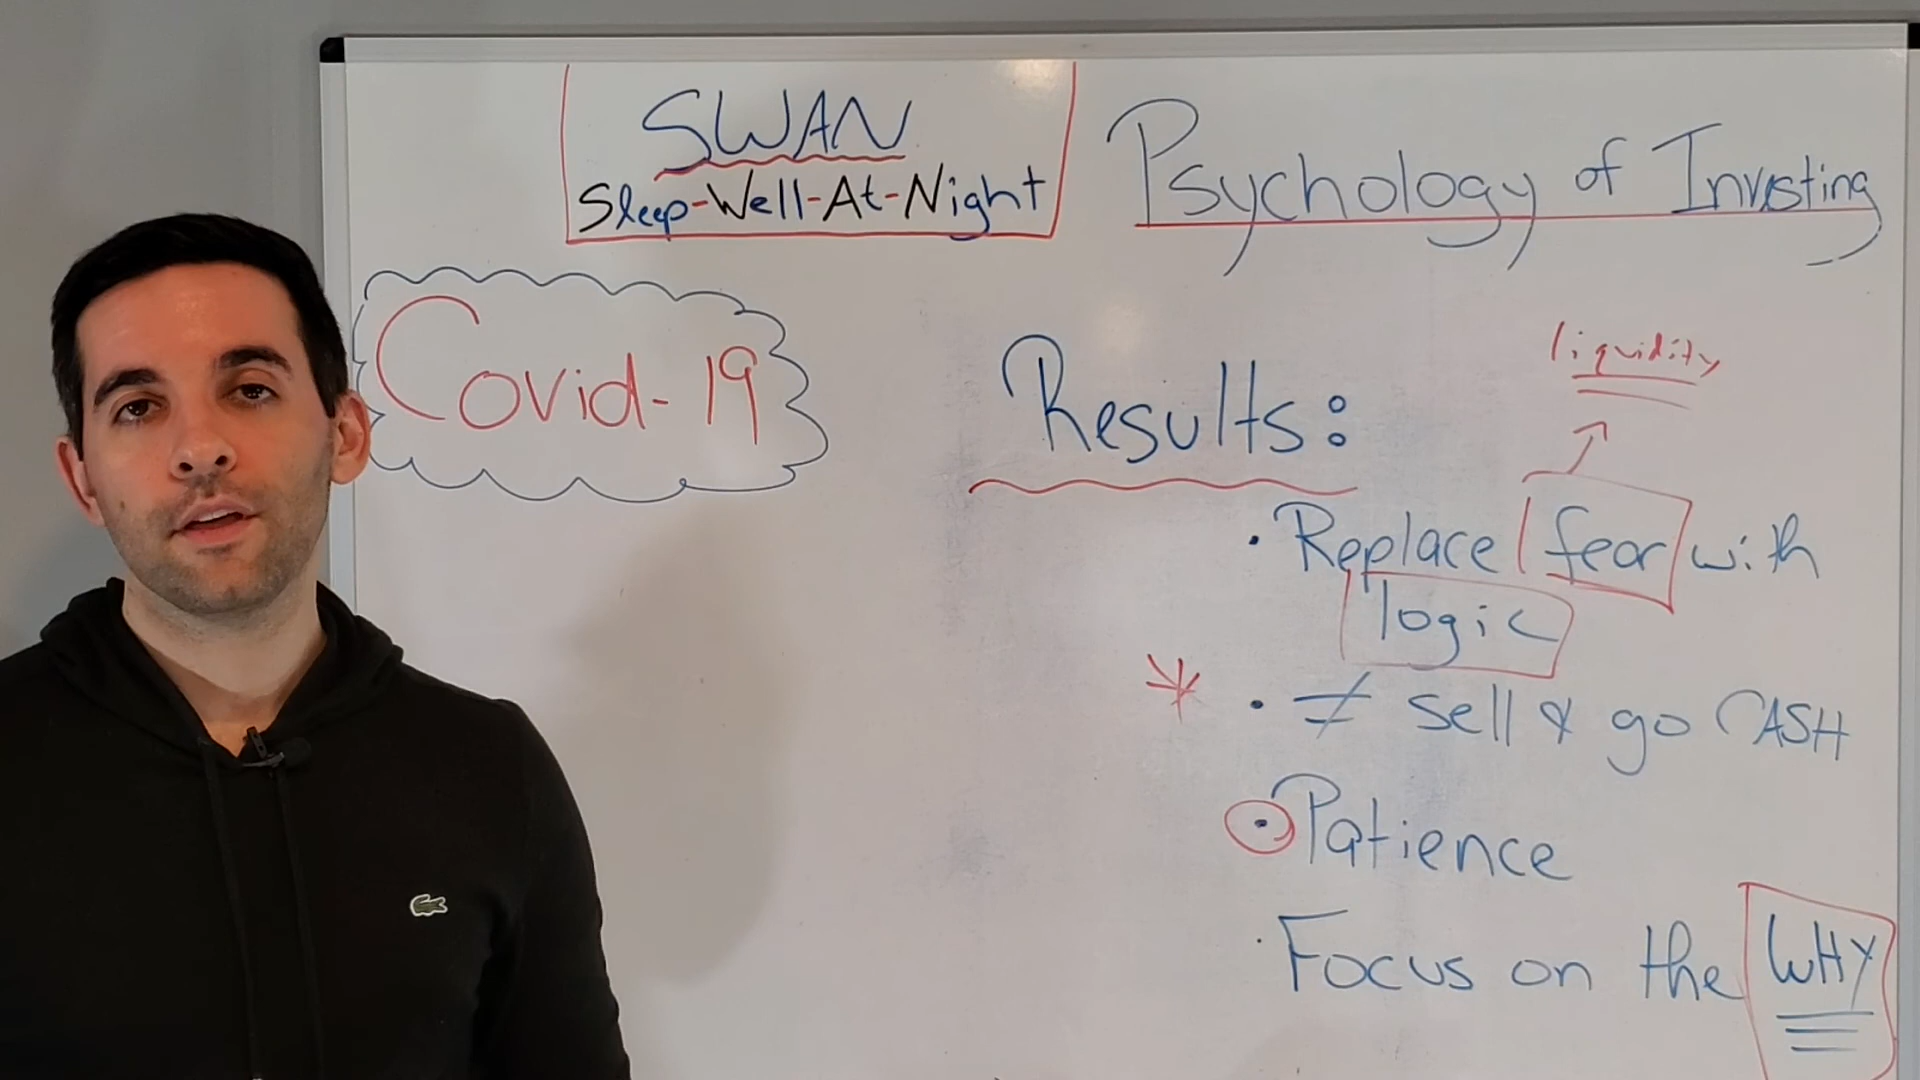 SWAN
Sleep-Well-At-Night
Psychology of Investing
Covid-19
Results:
liquidity
• Replace fear with
logic
* • ≠ sell & go CASH
• Patience
• Focus on the WHY